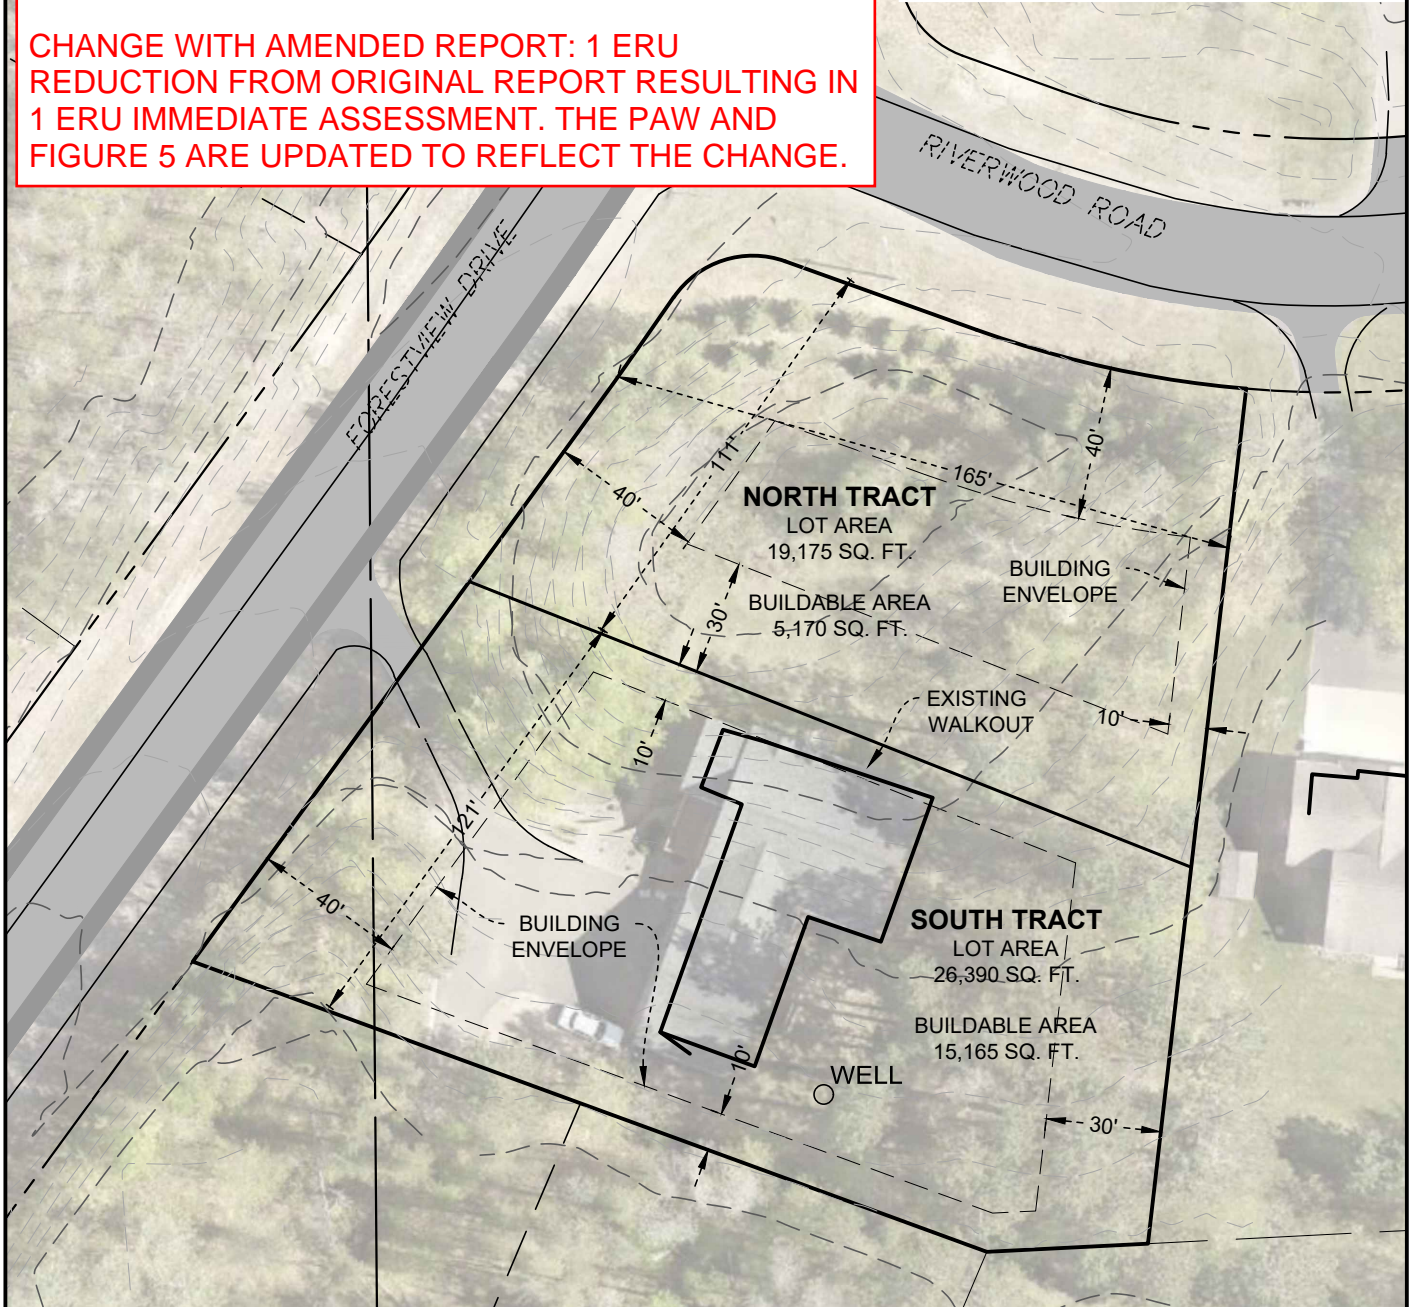 CHANGE WITH AMENDED REPORT: 1 ERU
REDUCTION FROM ORIGINAL REPORT RESULTING IN
1 ERU IMMEDIATE ASSESSMENT. THE PAW AND
FIGURE 5 ARE UPDATED TO REFLECT THE CHANGE.
RIVERWOOD ROAD
FORESTVIEW DRIVE
111'
40'
165'
40'
NORTH TRACT
LOT AREA
19,175 SQ. FT.
BUILDING
ENVELOPE
BUILDABLE AREA
5,170 SQ. FT.
30'
EXISTING
WALKOUT
10'
10'
121'
40'
BUILDING
ENVELOPE
SOUTH TRACT
LOT AREA
26,390 SQ. FT.
BUILDABLE AREA
15,165 SQ. FT.
10'
WELL
30'